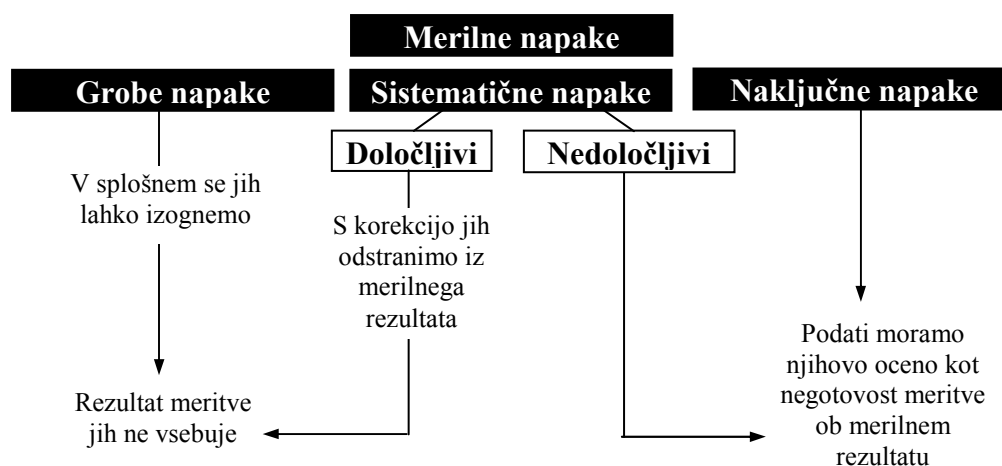 Merilne napake
Grobe napake
Sistematične napake
Naključne napake
Določljivi
Nedoločljivi
V splošnem se jih
lahko izognemo
S korekcijo jih
odstranimo iz
merilnega
rezultata
Rezultat meritve
jih ne vsebuje
Podati moramo
njihovo oceno kot
negotovost meritve
ob merilnem
rezultatu